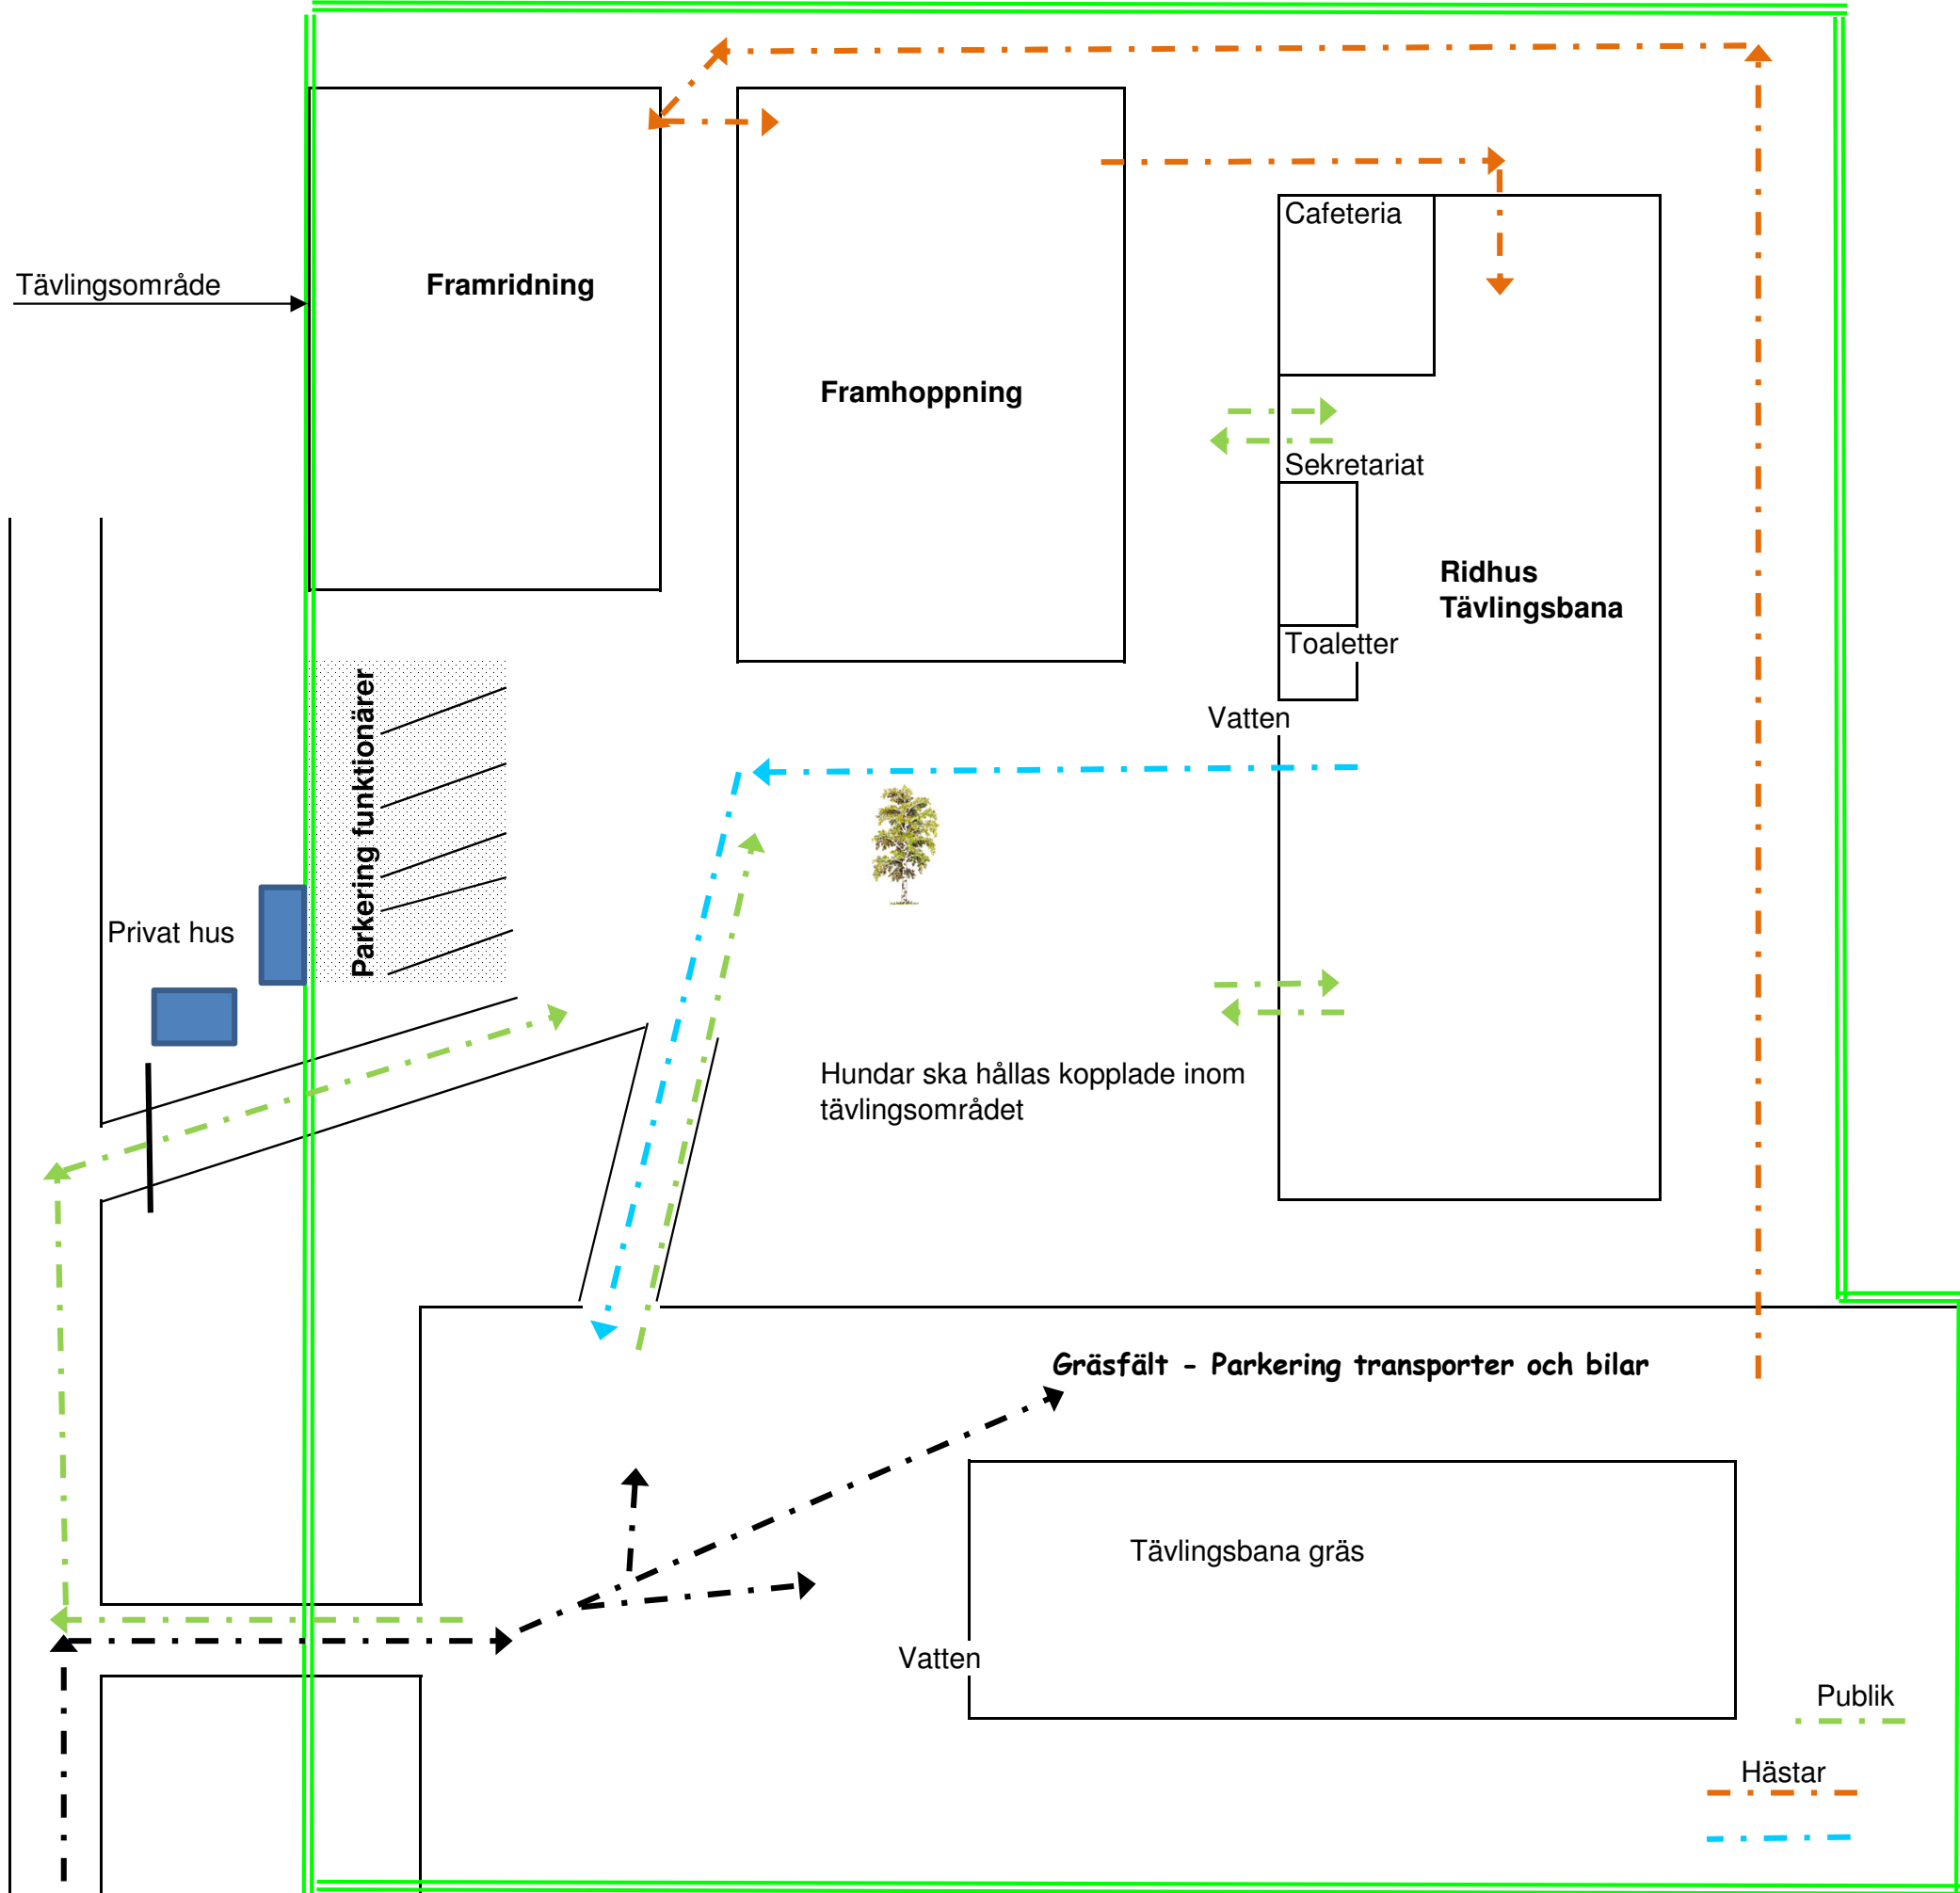 Cafeteria
Tävlingsområde
Framridning
Framhoppning
Sekretariat
Ridhus
Tävlingsbana
Toaletter
Parkering funktionärer
Vatten
Privat hus
Hundar ska hållas kopplade inom
tävlingsområdet
Gräsfält - Parkering transporter och bilar
Tävlingsbana gräs
Vatten
Publik
Hästar